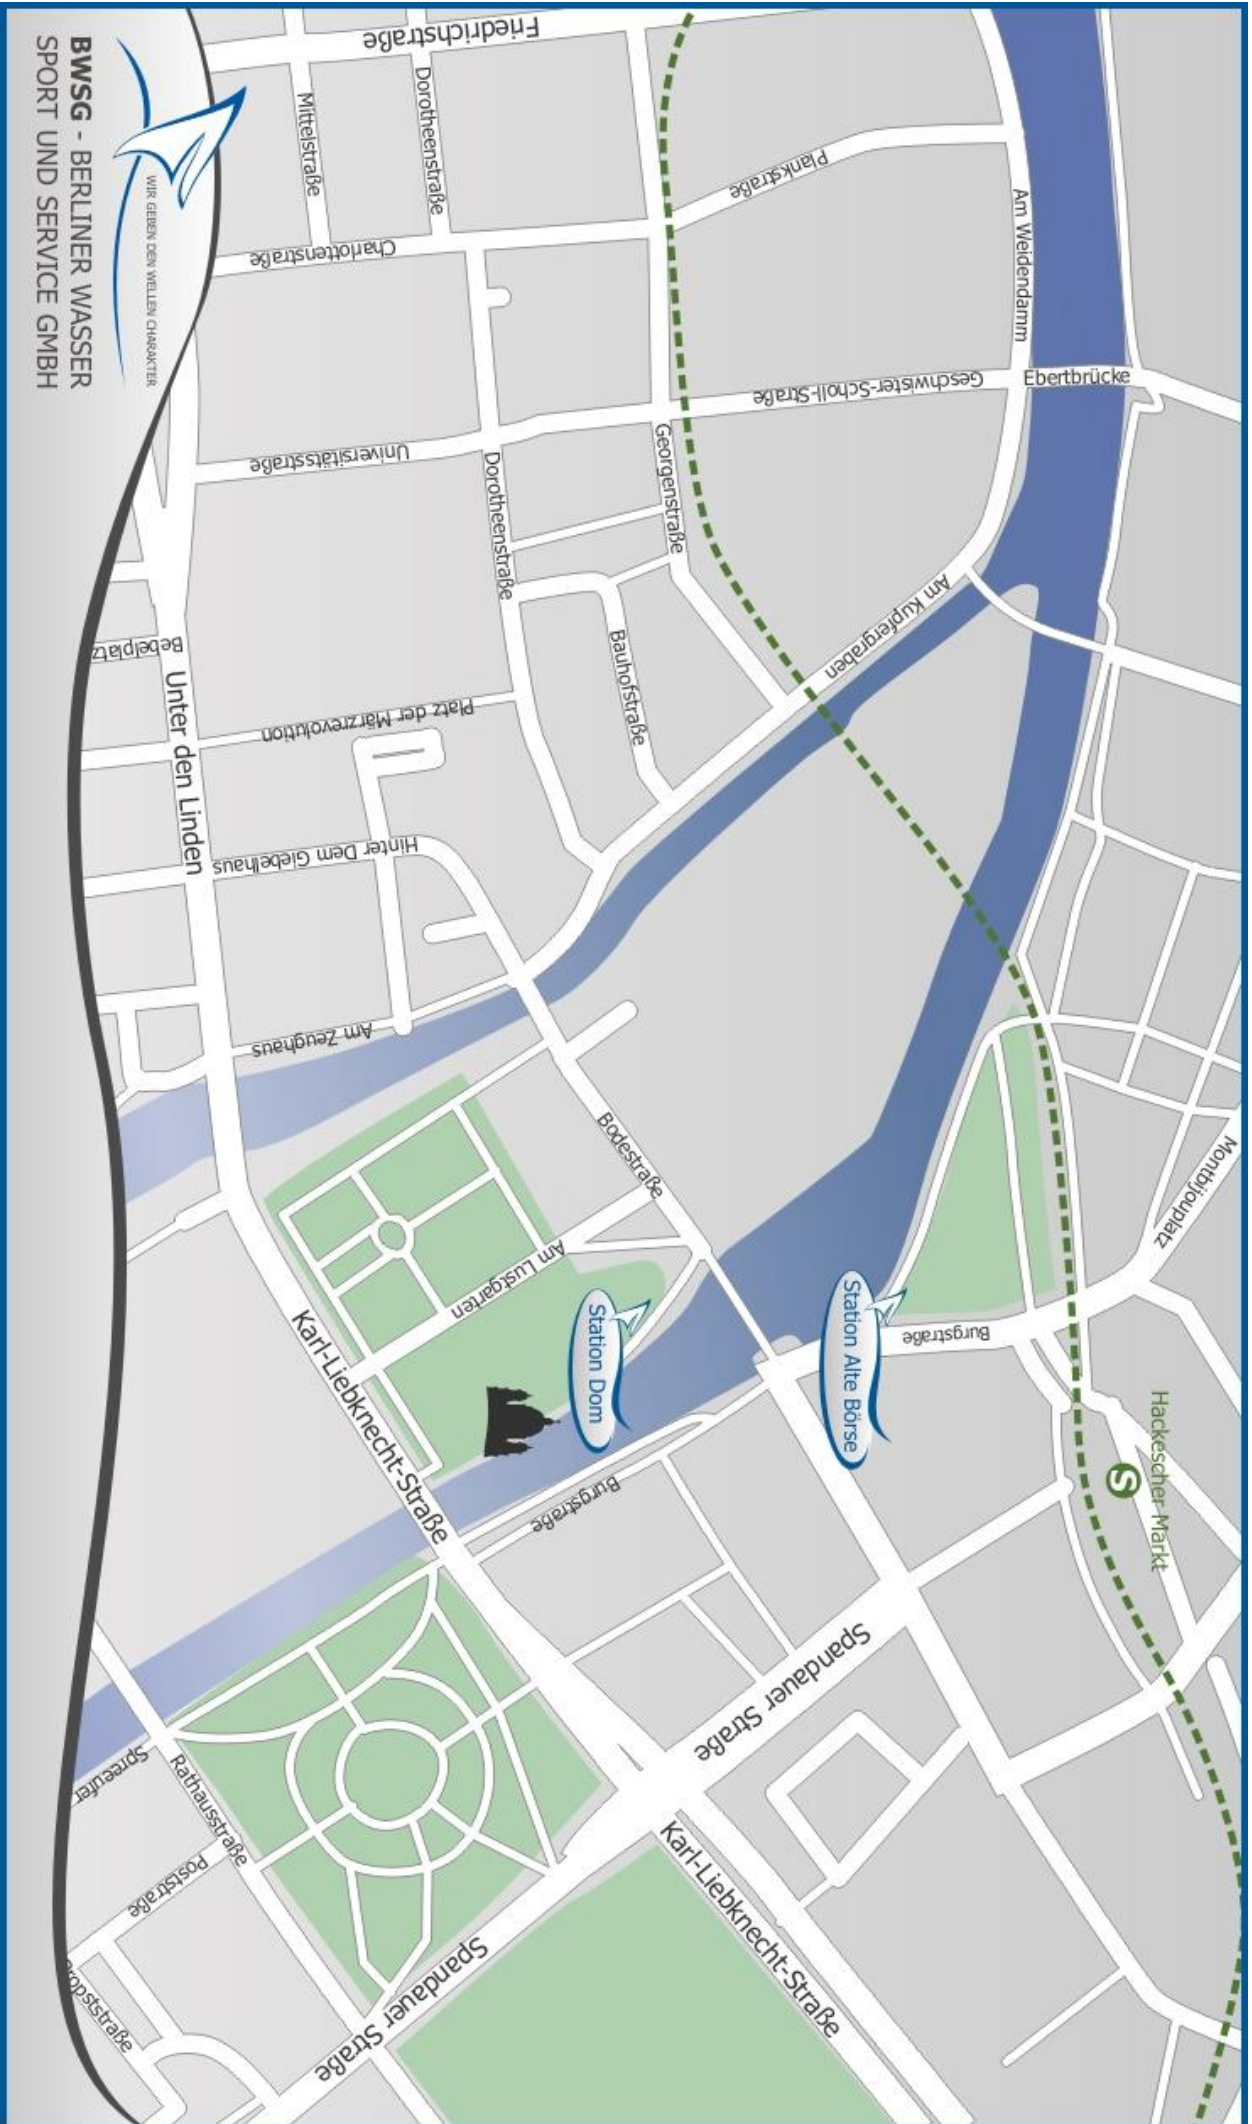 Friedrichstraße
Mittelstraße
Dorotheenstraße
Charlottenstraße
Plankstraße
Am Weidendamm
Ebertbrücke
Geschwister-Scholl-Straße
Georgenstraße
Universitätsstraße
Dorotheenstraße
Am Kupfergraben
Bauhofstraße
Bebelplatz
Unter den Linden
Platz der Märzrevolution
Hinter Dem Giebelhaus
Am Zeughaus
Bodestraße
Am Lustgarten
Montbijouplatz
Karl-Liebknecht-Straße
Station Dom
Station Alte Börse
Burgstraße
Hackescher Markt
S
Burgstraße
Spandauer Straße
Spreeufer
Rathausstraße
Poststraße
Propststraße
Karl-Liebknecht-Straße
Spandauer Straße
WIR GEBEN DEN WELLEN CHARAKTER
BWSG - BERLINER WASSER
SPORT UND SERVICE GMBH